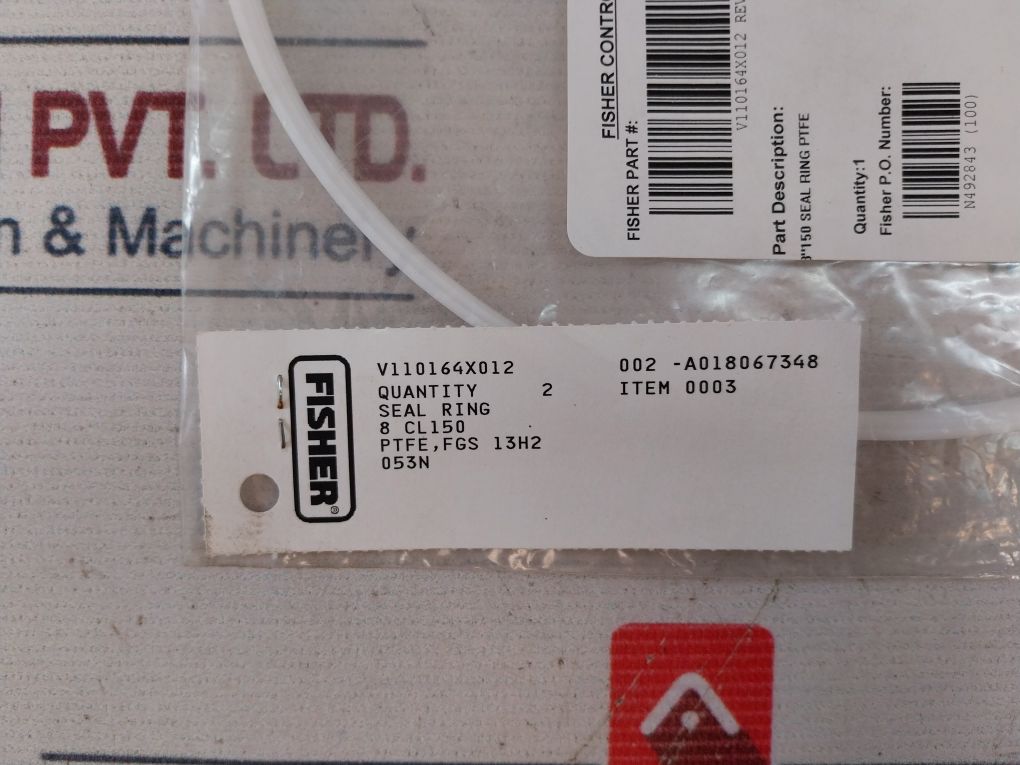 PVT. LTD.
& Machinery
FISHER CONTRO
FISHER PART #:
V110164X012 REV
Part Description:
8"150 SEAL RING PTFE
Quantity:1
Fisher P.O. Number:
N492843 (100)
FISHER®
V110164X012 002 -A018067348
QUANTITY 2 ITEM 0003
SEAL RING
8 CL150
PTFE,FGS 13H2
053N